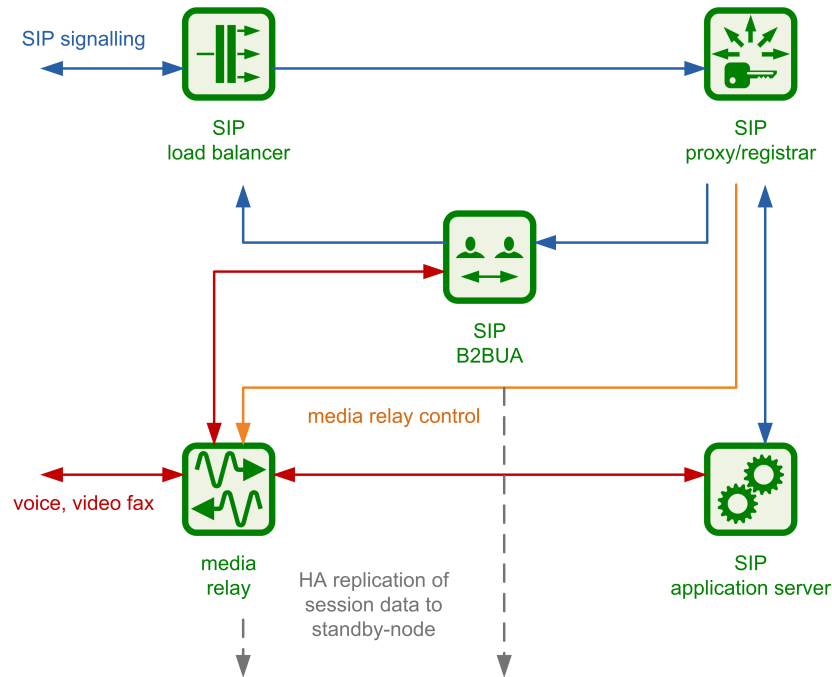 SIP signalling
SIP
load balancer
SIP
proxy/registrar
SIP
B2BUA
media relay control
voice, video fax
media
relay
HA replication of
session data to
standby-node
SIP
application server